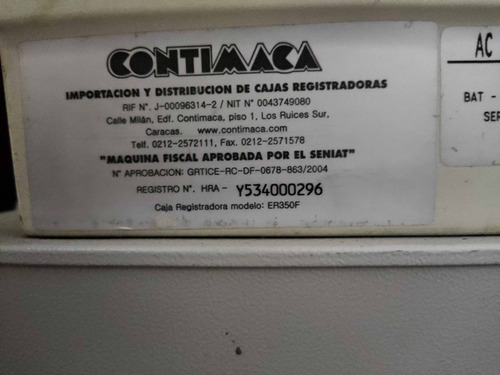 CONTIMACA
IMPORTACION Y DISTRIBUCION DE CAJAS REGISTRADORAS
RIF N°. J-00096314-2 / NIT N° 0043749080
Calle Milán, Edf. Contimaca, piso 1, Los Ruices Sur,
Caracas. www.contimaca.com
Telf. 0212-2572111, Fax. 0212-2571578
"MAQUINA FISCAL APROBADA POR EL SENIAT"
N° APROBACION: GRTICE-RC-DF-0678-863/2004
REGISTRO N°. HRA- Y534000296
Caja Registradora modelo: ER350F
AC
BAT -
SER